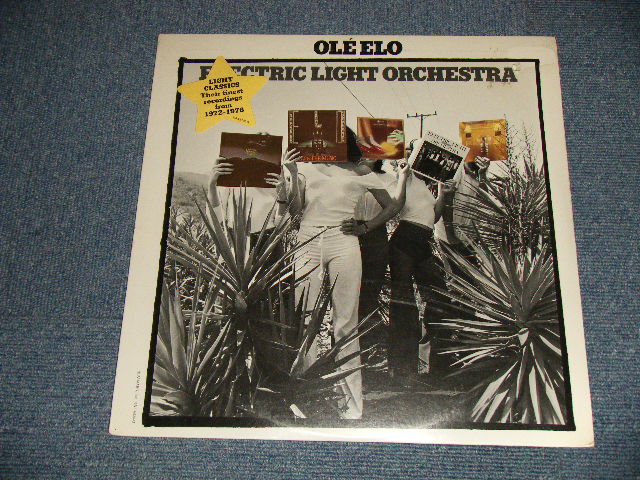 OLÉ ELO
ELECTRIC LIGHT ORCHESTRA
LIGHT
CLASSICS
Their finest
recordings
from
1972-1976